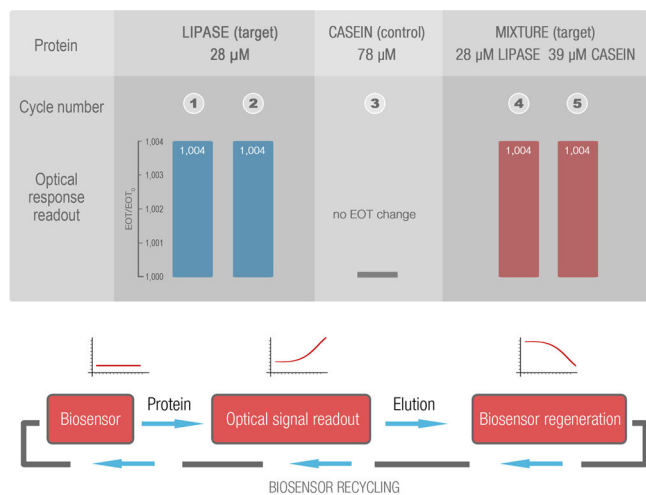 Protein
LIPASE (target)
28 µM
CASEIN (control)
78 µM
MIXTURE (target)
28 µM LIPASE 39 µM CASEIN
Cycle number
1
2
3
4
5
Optical
response
readout
EOT/EOT₀
1,004
1,003
1,002
1,001
1,000
1,004
1,004
no EOT change
1,004
1,004
Biosensor
Protein
Optical signal readout
Elution
Biosensor regeneration
BIOSENSOR RECYCLING